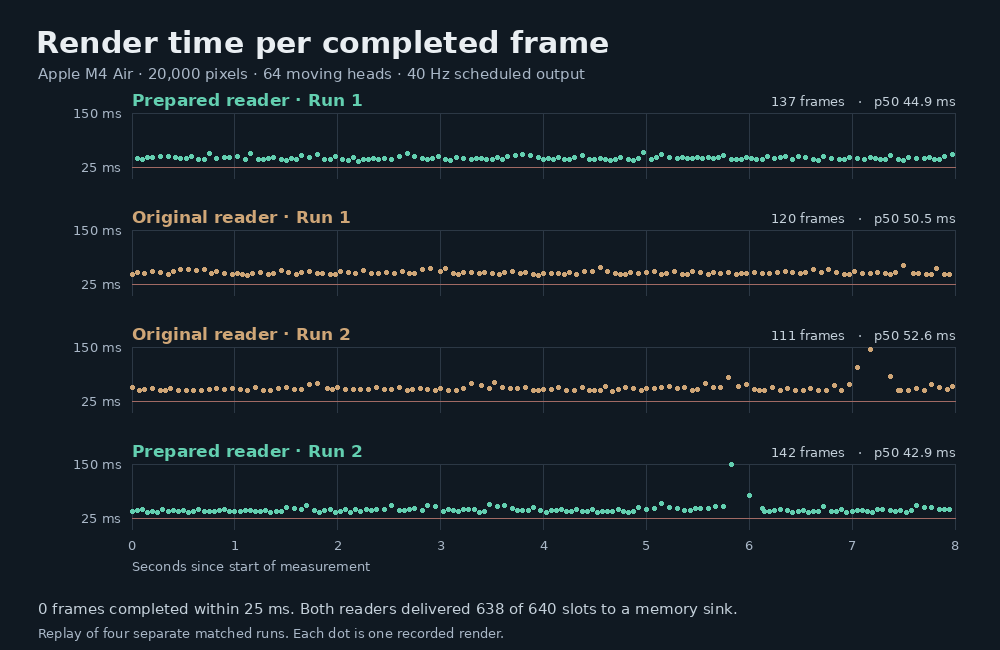 Render time per completed frame
Apple M4 Air · 20,000 pixels · 64 moving heads · 40 Hz scheduled output
Prepared reader · Run 1 137 frames · p50 44.9 ms
150 ms
25 ms
Original reader · Run 1 120 frames · p50 50.5 ms
150 ms
25 ms
Original reader · Run 2 111 frames · p50 52.6 ms
150 ms
25 ms
Prepared reader · Run 2 142 frames · p50 42.9 ms
150 ms
25 ms
0 1 2 3 4 5 6 7 8
Seconds since start of measurement
0 frames completed within 25 ms. Both readers delivered 638 of 640 slots to a memory sink.
Replay of four separate matched runs. Each dot is one recorded render.